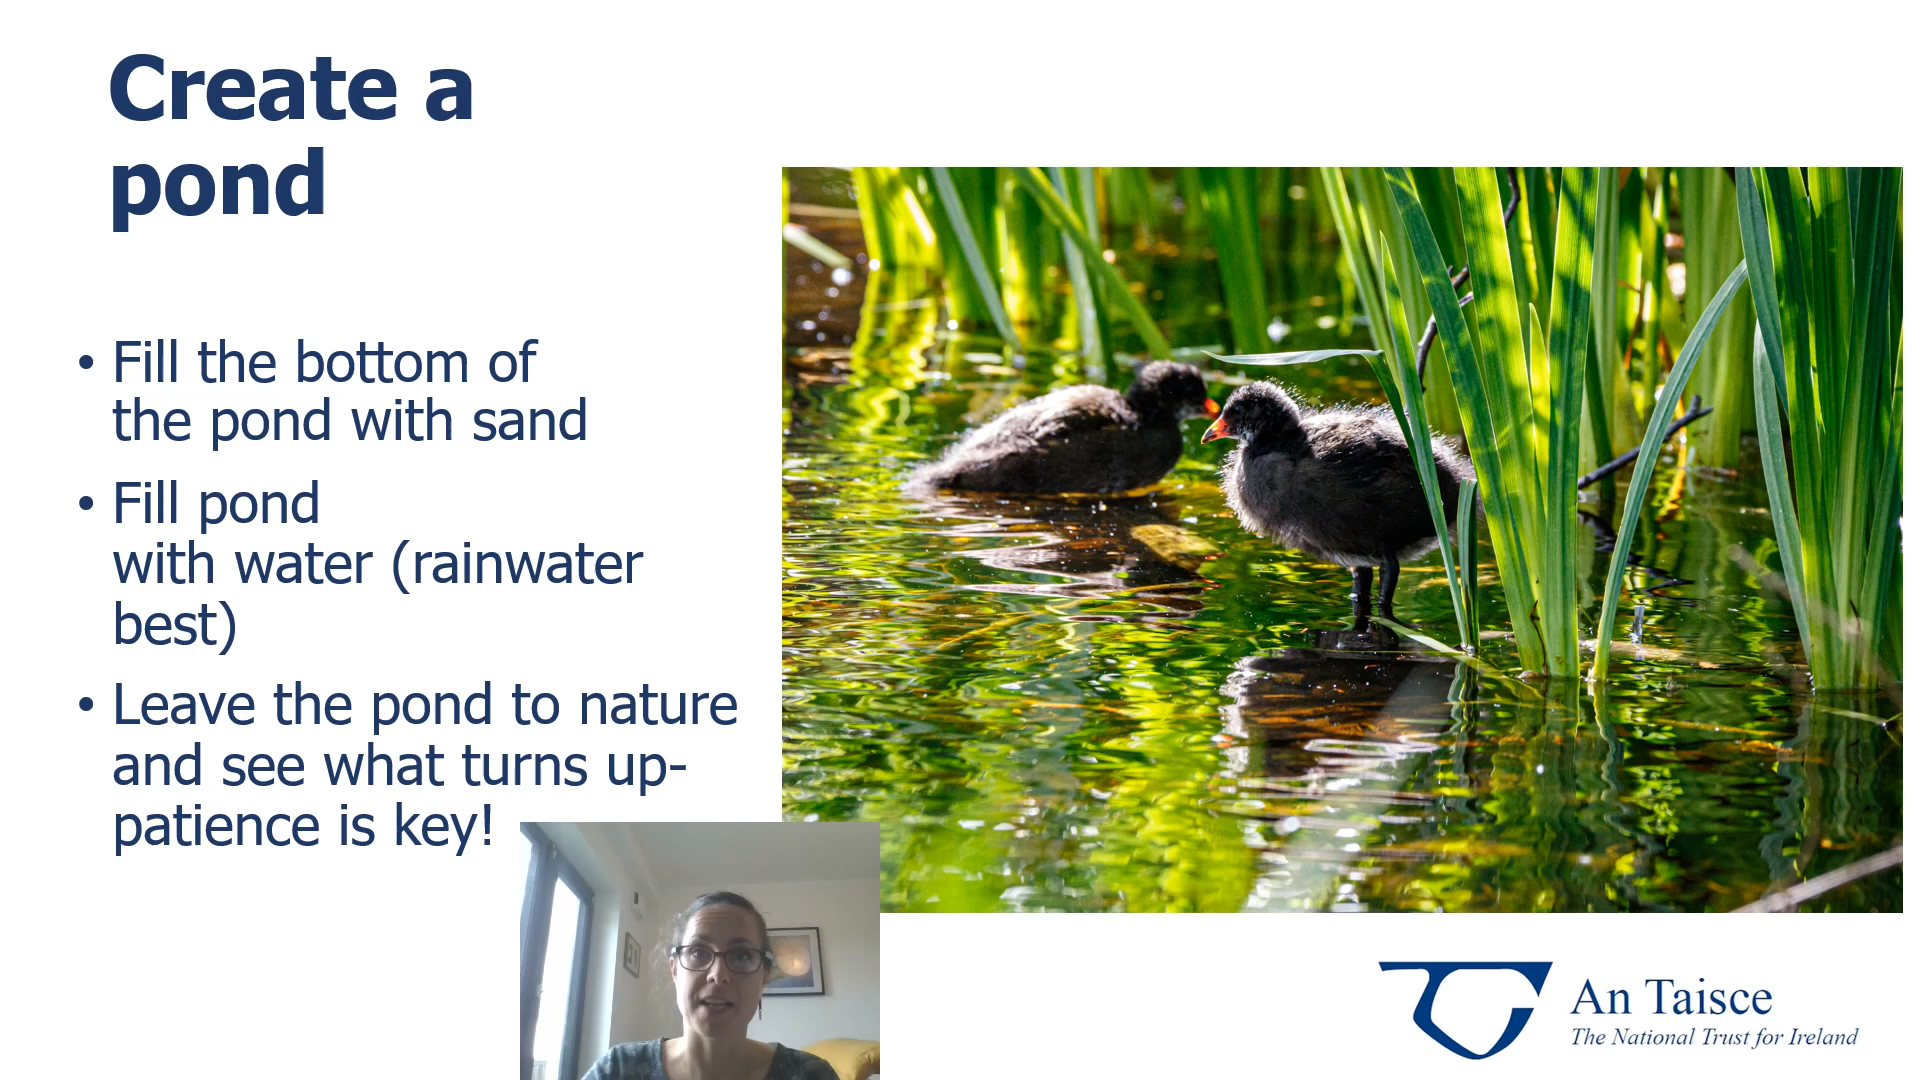 Create a
pond
• Fill the bottom of
the pond with sand
• Fill pond
with water (rainwater
best)
• Leave the pond to nature
and see what turns up-
patience is key!
An Taisce
The National Trust for Ireland